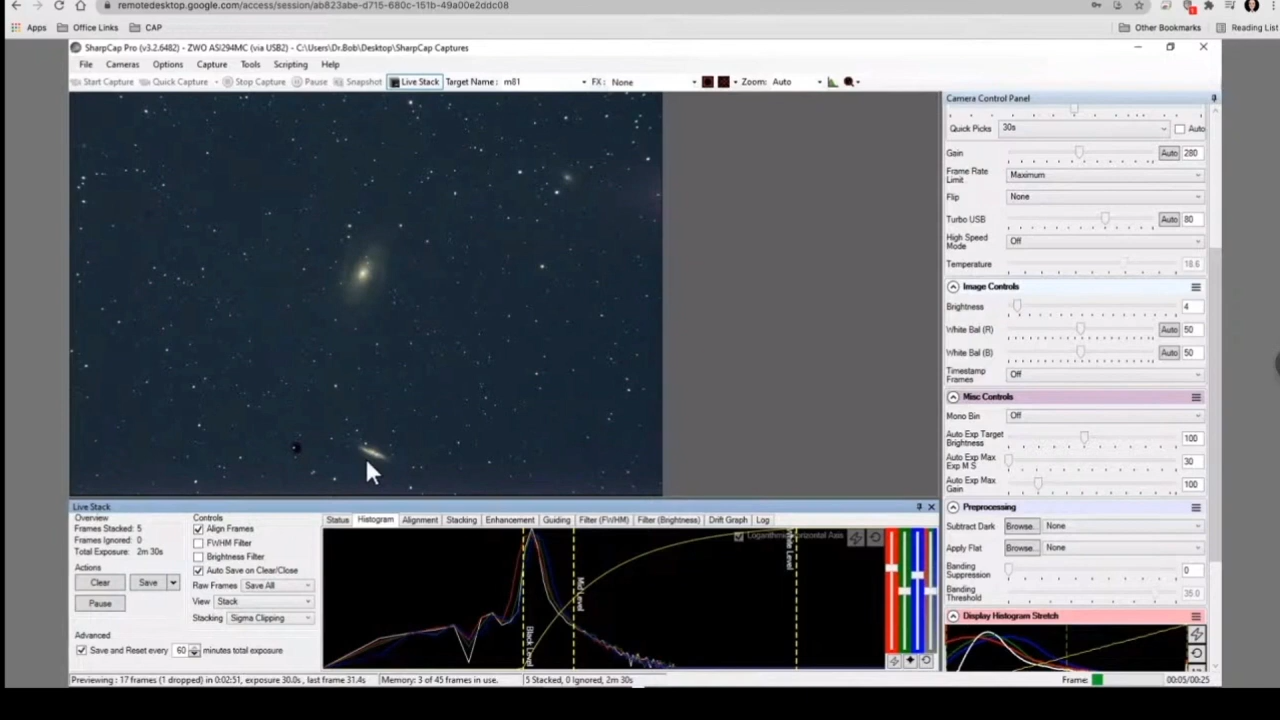 remotedesktop.google.com/access/session/ab823abe-d715-680c-151b-49a00e2ddc08
Apps Office Links CAP Other Bookmarks Reading List
SharpCap Pro (v3.2.6482) - ZWO ASI294MC (via USB2) - C:\Users\Dr.Bob\Desktop\SharpCap Captures
File Cameras Options Capture Tools Scripting Help
Start Capture Quick Capture Stop Capture Pause Snapshot Live Stack Target Name: m81 FX: None Zoom: Auto
Camera Control Panel
Quick Picks 30s Auto
Gain Auto 280
Frame Rate Limit Maximum
Flip None
Turbo USB Auto 80
High Speed Mode Off
Temperature 18.6
Image Controls
Brightness 4
White Bal (R) Auto 50
White Bal (B) Auto 50
Timestamp Frames Off
Misc Controls
Mono Bin Off
Auto Exp Target Brightness 100
Auto Exp Max Exp M S 30
Auto Exp Max Gain 100
Preprocessing
Subtract Dark Browse... None
Apply Flat Browse... None
Banding Suppression 0
Banding Threshold 35.0
Display Histogram Stretch
Live Stack
Overview
Frames Stacked: 5
Frames Ignored: 0
Total Exposure: 2m 30s
Actions
Clear Save
Pause
Controls
Align Frames
FWHM Filter
Brightness Filter
Auto Save on Clear/Close
Raw Frames Save All
View Stack
Stacking Sigma Clipping
Advanced
Save and Reset every 60 minutes total exposure
Status Histogram Alignment Stacking Enhancement Guiding Filter (FWHM) Filter (Brightness) Drift Graph Log
Logarithmic Horizontal Axis
Black Level
Mid Level
White Level
Previewing : 17 frames (1 dropped) in 0:02:51, exposure 30.0s, last frame 31.4s Memory: 3 of 45 frames in use. 5 Stacked, 0 Ignored, 2m 30s Frame: 00:05/00:25